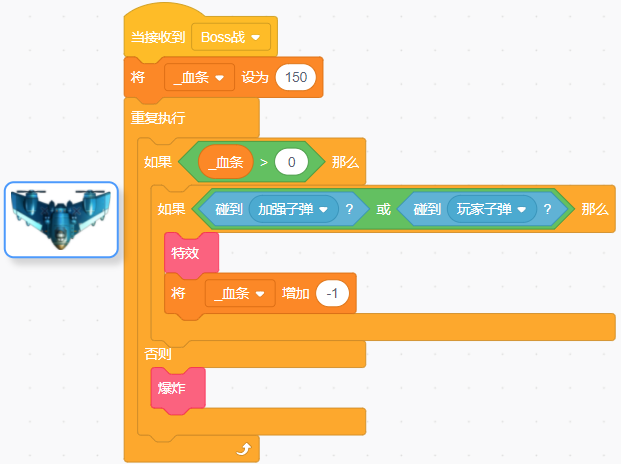 当接收到 Boss战
将 _血条 设为 150
重复执行
如果 _血条 > 0 那么
如果 碰到 加强子弹 ? 或 碰到 玩家子弹 ? 那么
特效
将 _血条 增加 -1
否则
爆炸